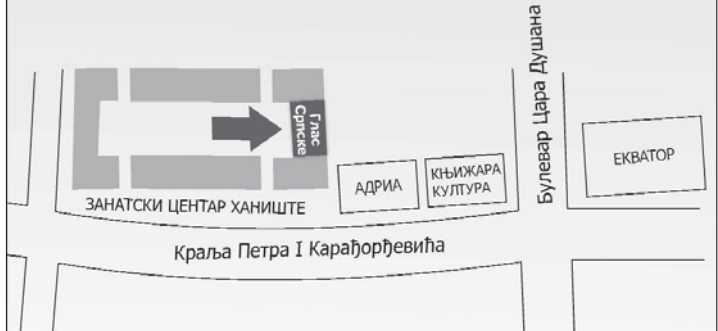 Булевар Цара Душана
Глас
Српске
АДРИА
КЊИЖАРА
КУЛТУРА
ЕКВАТОР
ЗАНАТСКИ ЦЕНТАР ХАНИШТЕ
Краља Петра I Карађорђевића